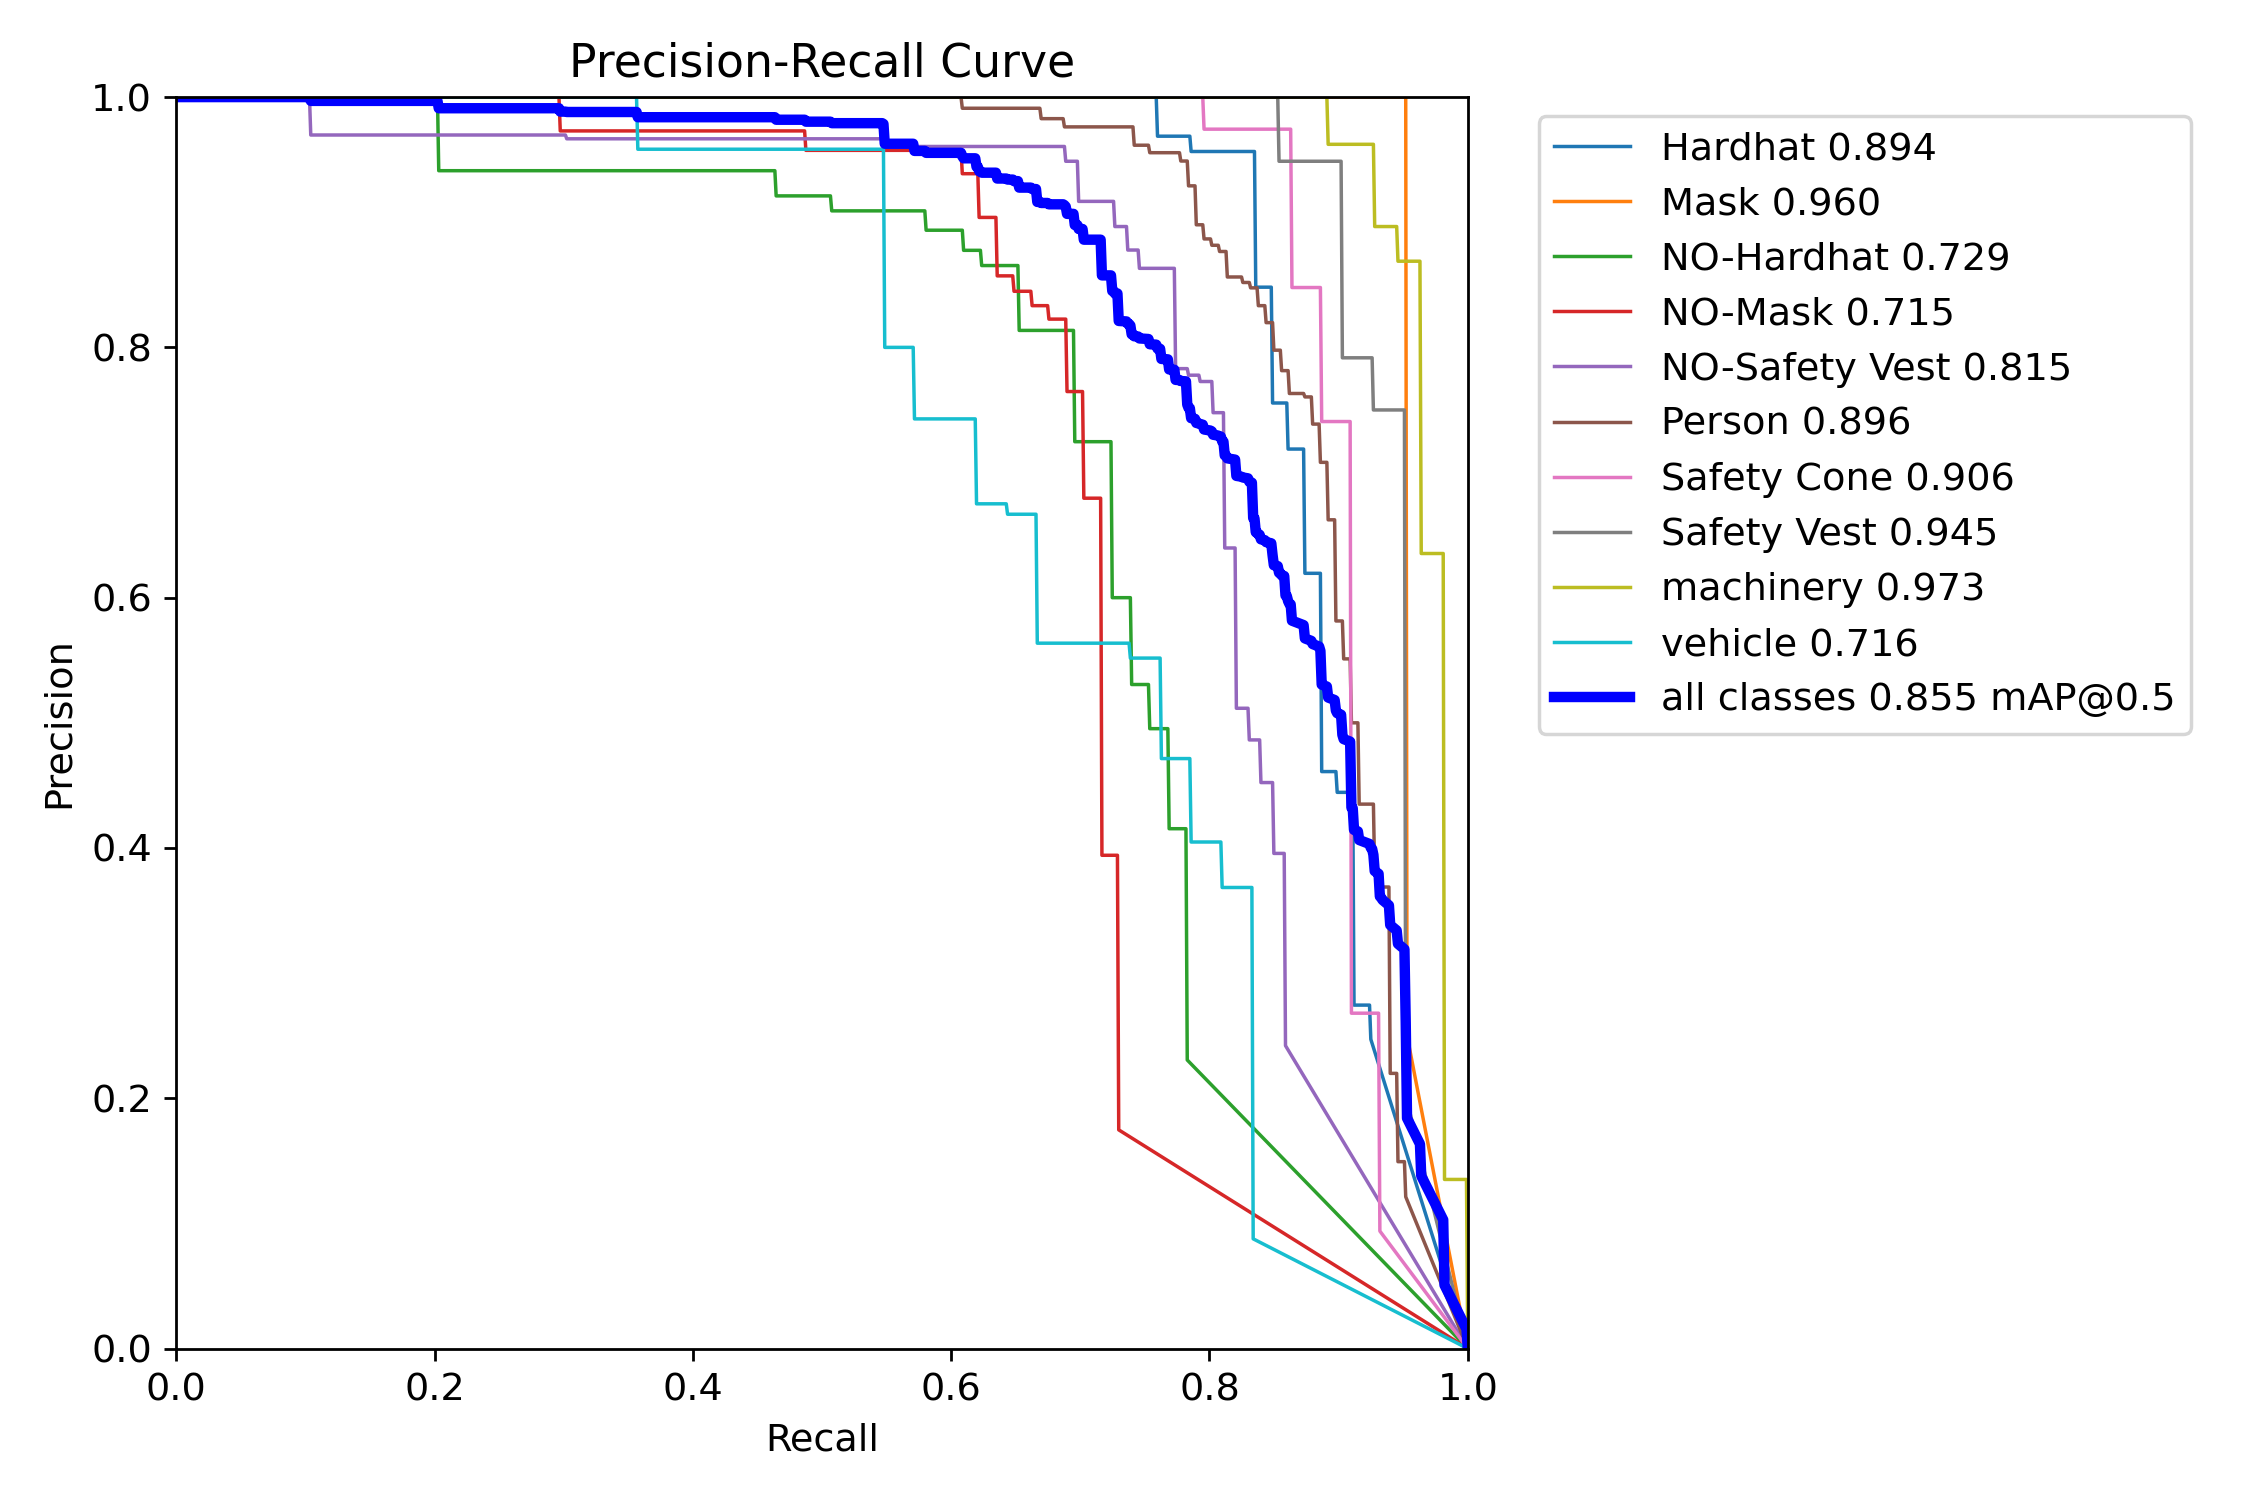 Precision-Recall Curve
1.0
0.8
0.6
0.4
0.2
0.0
Precision
0.0 0.2 0.4 0.6 0.8 1.0
Recall
Hardhat 0.894
Mask 0.960
NO-Hardhat 0.729
NO-Mask 0.715
NO-Safety Vest 0.815
Person 0.896
Safety Cone 0.906
Safety Vest 0.945
machinery 0.973
vehicle 0.716
all classes 0.855 mAP@0.5